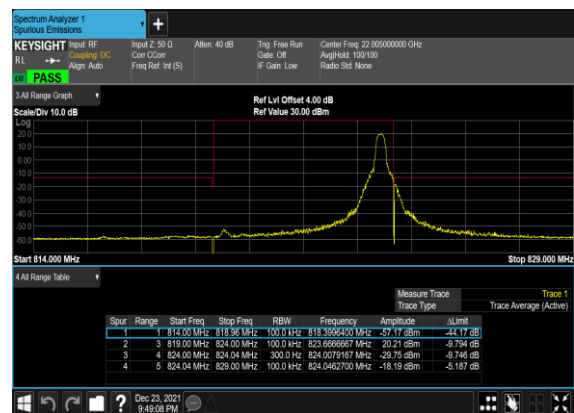 Spectrum Analyzer 1
Spurious Emissions
+
KEYSIGHT Input: RF Input Z: 50 Ω Atten: 40 dB Trig: Free Run Center Freq: 22.005000000 GHz
RL Coupling: DC Corr CCorr Gate: Off Avg|Hold: 100/100
Align: Auto Freq Ref: Int (S) IF Gain: Low Radio Std: None
LW PASS
3 All Range Graph
Ref Lvl Offset 4.00 dB
Scale/Div 10.0 dB Ref Value 30.00 dBm
Log
20.0
10.0
0.00
-10.0
-20.0
-30.0
-40.0
-50.0
-60.0
Start 814.000 MHz Stop 829.000 MHz
4 All Range Table
Measure Trace Trace 1
Trace Type Trace Average (Active)
Spur Range Start Freq Stop Freq RBW Frequency Amplitude ΔLimit
1 1 814.00 MHz 818.96 MHz 100.0 kHz 818.3996400 MHz -57.17 dBm -44.17 dB
2 3 819.00 MHz 824.00 MHz 100.0 kHz 823.6666667 MHz 20.21 dBm -9.794 dB
3 4 824.00 MHz 824.04 MHz 300.0 Hz 824.0079167 MHz -29.75 dBm -9.746 dB
4 5 824.04 MHz 829.00 MHz 100.0 kHz 824.0462700 MHz -18.19 dBm -5.187 dB
? Dec 23, 2021
9:49:08 PM